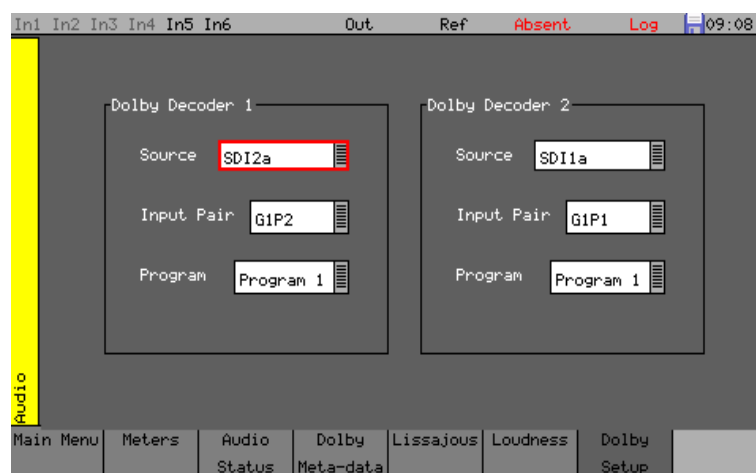 In1 In2 In3 In4 In5 In6 Out Ref Absent Log 09:08
Dolby Decoder 1
Source SDI2a
Input Pair G1P2
Program Program 1
Dolby Decoder 2
Source SDI1a
Input Pair G1P1
Program Program 1
Audio
Main Menu
Meters
Audio
Status
Dolby
Meta-data
Lissajous
Loudness
Dolby
Setup